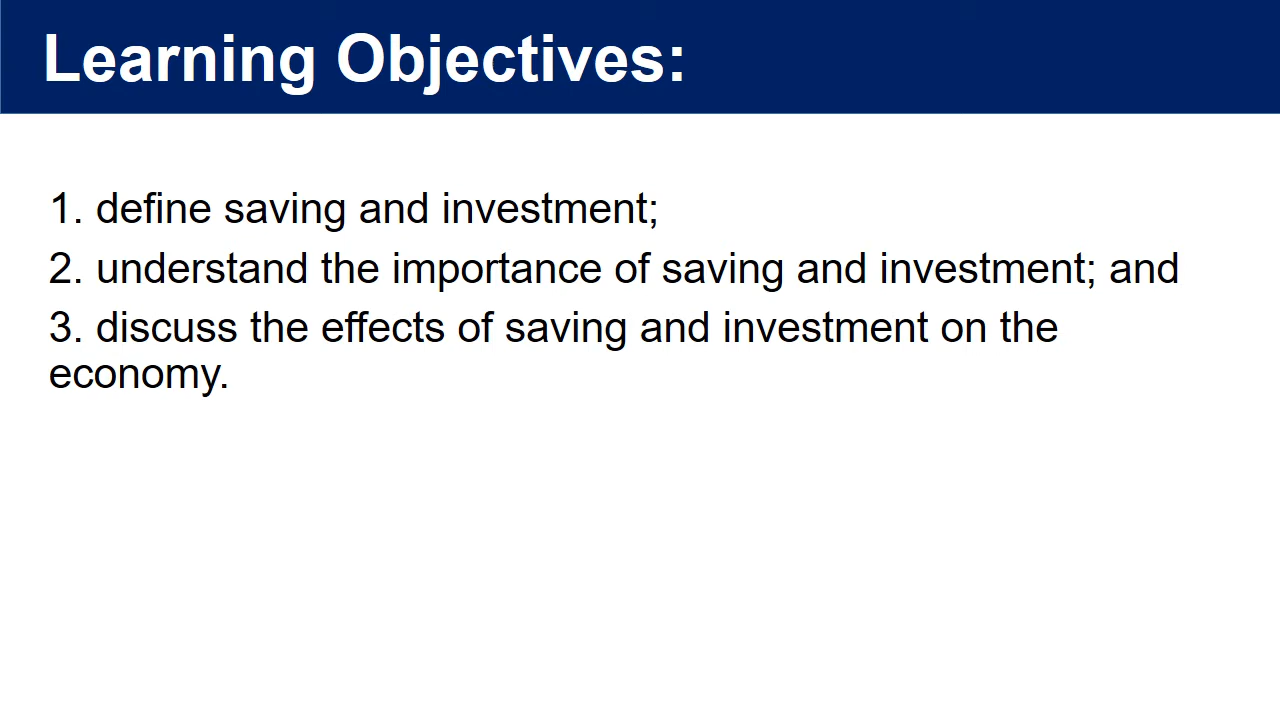 Learning Objectives:
1. define saving and investment;
2. understand the importance of saving and investment; and
3. discuss the effects of saving and investment on the
economy.